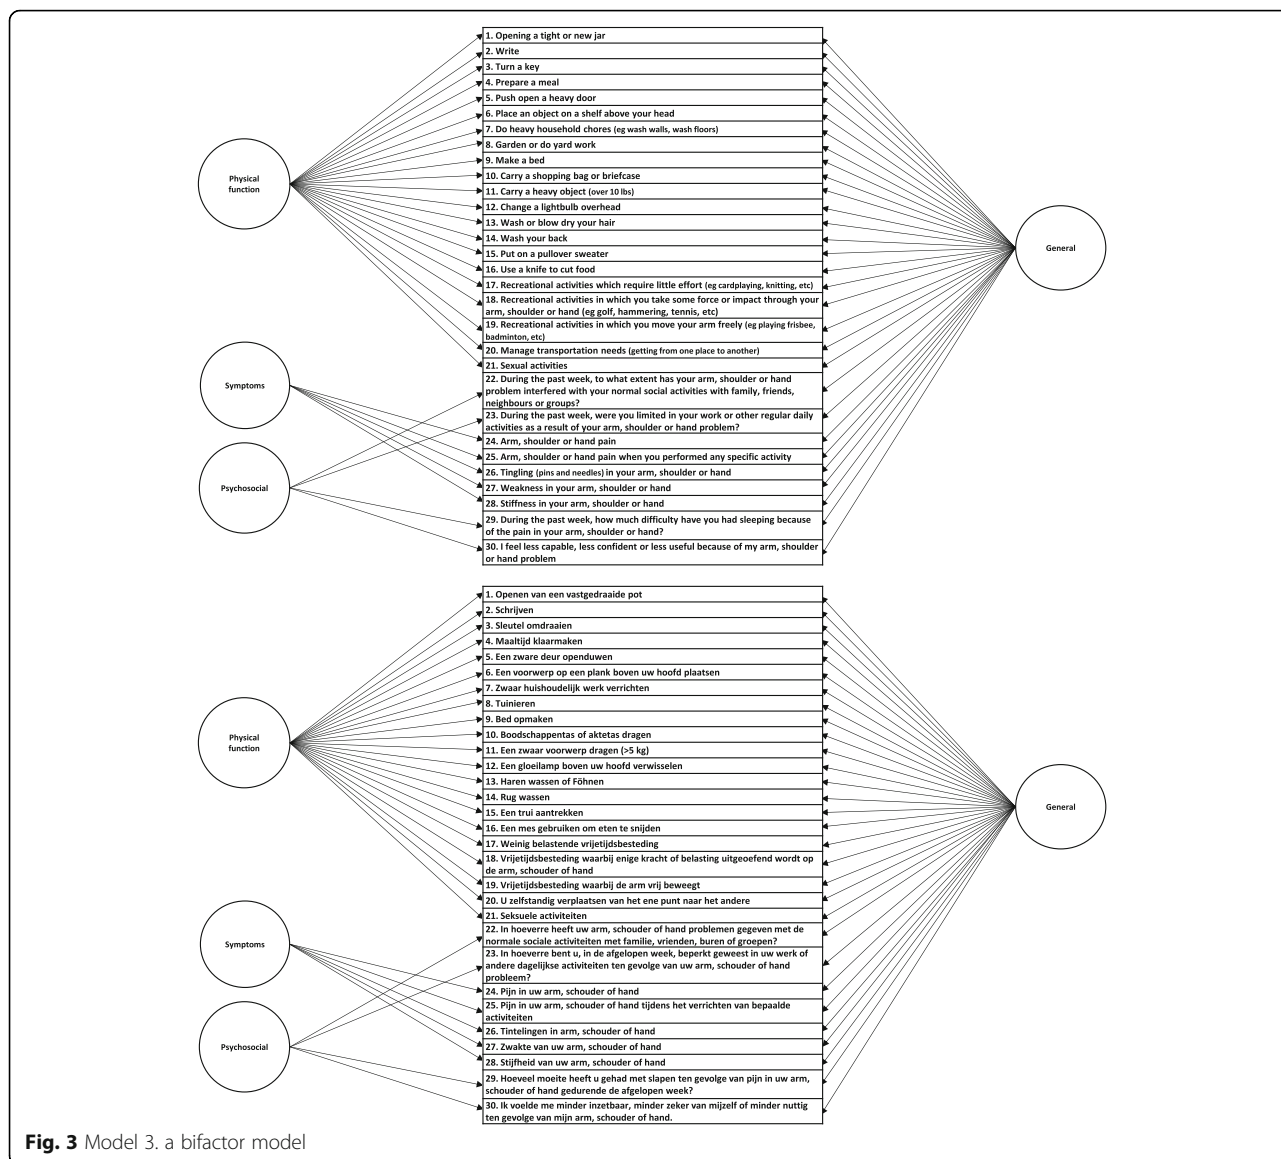 1. Opening a tight or new jar
2. Write
3. Turn a key
4. Prepare a meal
5. Push open a heavy door
6. Place an object on a shelf above your head
7. Do heavy household chores (eg wash walls, wash floors)
8. Garden or do yard work
9. Make a bed
10. Carry a shopping bag or briefcase
11. Carry a heavy object (over 10 lbs)
12. Change a lightbulb overhead
13. Wash or blow dry your hair
14. Wash your back
15. Put on a pullover sweater
16. Use a knife to cut food
17. Recreational activities which require little effort (eg cardplaying, knitting, etc)
18. Recreational activities in which you take some force or impact through your
arm, shoulder or hand (eg golf, hammering, tennis, etc)
19. Recreational activities in which you move your arm freely (eg playing frisbee,
badminton, etc)
20. Manage transportation needs (getting from one place to another)
21. Sexual activities
22. During the past week, to what extent has your arm, shoulder or hand
problem interfered with your normal social activities with family, friends,
neighbours or groups?
23. During the past week, were you limited in your work or other regular daily
activities as a result of your arm, shoulder or hand problem?
24. Arm, shoulder or hand pain
25. Arm, shoulder or hand pain when you performed any specific activity
26. Tingling (pins and needles) in your arm, shoulder or hand
27. Weakness in your arm, shoulder or hand
28. Stiffness in your arm, shoulder or hand
29. During the past week, how much difficulty have you had sleeping because
of the pain in your arm, shoulder or hand?
30. I feel less capable, less confident or less useful because of my arm, shoulder
or hand problem
Physical
function
Symptoms
Psychosocial
General
1. Openen van een vastgedraaide pot
2. Schrijven
3. Sleutel omdraaien
4. Maaltijd klaarmaken
5. Een zware deur openduwen
6. Een voorwerp op een plank boven uw hoofd plaatsen
7. Zwaar huishoudelijk werk verrichten
8. Tuinieren
9. Bed opmaken
10. Boodschappentas of aktetas dragen
11. Een zwaar voorwerp dragen (>5 kg)
12. Een gloeilamp boven uw hoofd verwisselen
13. Haren wassen of Föhnen
14. Rug wassen
15. Een trui aantrekken
16. Een mes gebruiken om eten te snijden
17. Weinig belastende vrijetijdsbesteding
18. Vrijetijdsbesteding waarbij enige kracht of belasting uitgeoefend wordt op
de arm, schouder of hand
19. Vrijetijdsbesteding waarbij de arm vrij beweegt
20. U zelfstandig verplaatsen van het ene punt naar het andere
21. Seksuele activiteiten
22. In hoeverre heeft uw arm, schouder of hand problemen gegeven met de
normale sociale activiteiten met familie, vrienden, buren of groepen?
23. In hoeverre bent u, in de afgelopen week, beperkt geweest in uw werk of
andere dagelijkse activiteiten ten gevolge van uw arm, schouder of hand
probleem?
24. Pijn in uw arm, schouder of hand
25. Pijn in uw arm, schouder of hand tijdens het verrichten van bepaalde
activiteiten
26. Tintelingen in arm, schouder of hand
27. Zwakte van uw arm, schouder of hand
28. Stijfheid van uw arm, schouder of hand
29. Hoeveel moeite heeft u gehad met slapen ten gevolge van pijn in uw arm,
schouder of hand gedurende de afgelopen week?
30. Ik voelde me minder inzetbaar, minder zeker van mijzelf of minder nuttig
ten gevolge van mijn arm, schouder of hand.
Physical
function
Symptoms
Psychosocial
General
Fig. 3 Model 3. a bifactor model